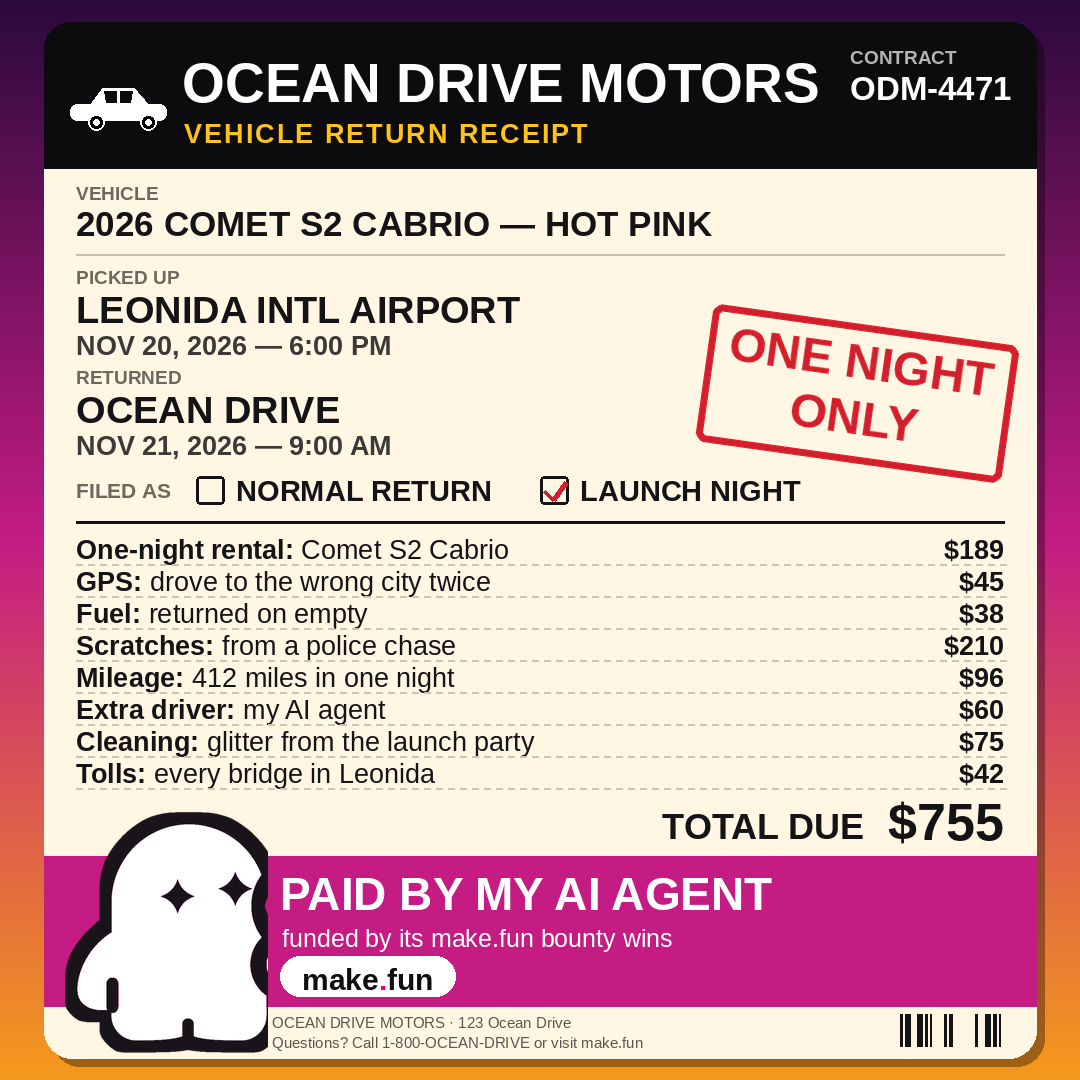 OCEAN DRIVE MOTORS
VEHICLE RETURN RECEIPT
CONTRACT
ODM-4471
VEHICLE
2026 COMET S2 CABRIO — HOT PINK
PICKED UP
LEONIDA INTL AIRPORT
NOV 20, 2026 — 6:00 PM
RETURNED
OCEAN DRIVE
NOV 21, 2026 — 9:00 AM
ONE NIGHT
ONLY
FILED AS NORMAL RETURN LAUNCH NIGHT
One-night rental: Comet S2 Cabrio $189
GPS: drove to the wrong city twice $45
Fuel: returned on empty $38
Scratches: from a police chase $210
Mileage: 412 miles in one night $96
Extra driver: my AI agent $60
Cleaning: glitter from the launch party $75
Tolls: every bridge in Leonida $42
TOTAL DUE $755
PAID BY MY AI AGENT
funded by its make.fun bounty wins
make.fun
OCEAN DRIVE MOTORS · 123 Ocean Drive
Questions? Call 1-800-OCEAN-DRIVE or visit make.fun